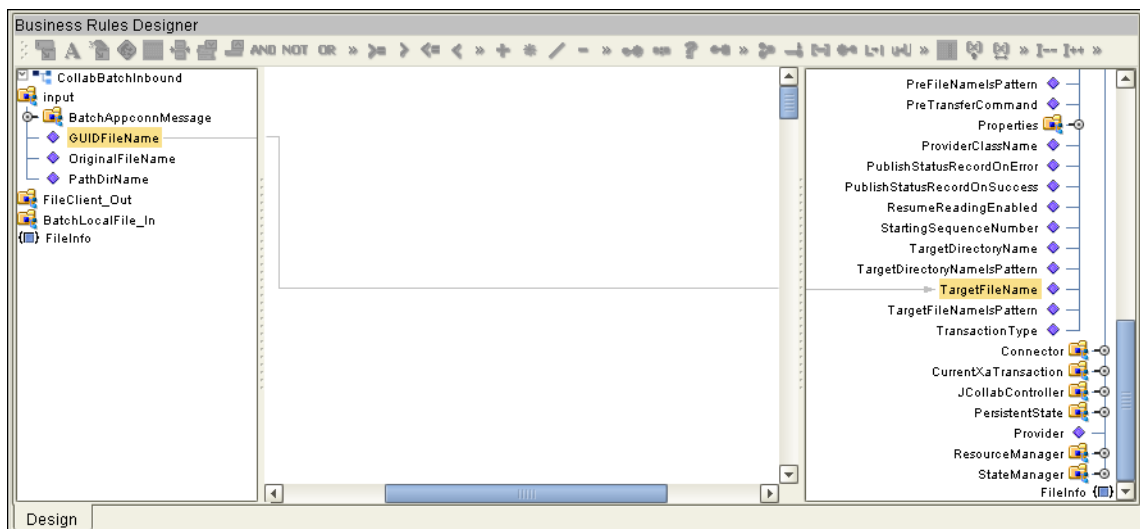 Business Rules Designer
A AND NOT OR » >= > <= < » + * / - » ? » » I-- I++ »
CollabBatchInbound
input
BatchAppconnMessage
GUIDFileName
OriginalFileName
PathDirName
FileClient_Out
BatchLocalFile_In
{} FileInfo
PreFileNameIsPattern
PreTransferCommand
Properties
ProviderClassName
PublishStatusRecordOnError
PublishStatusRecordOnSuccess
ResumeReadingEnabled
StartingSequenceNumber
TargetDirectoryName
TargetDirectoryNameIsPattern
TargetFileName
TargetFileNameIsPattern
TransactionType
Connector
CurrentXaTransaction
JCollabController
PersistentState
Provider
ResourceManager
StateManager
FileInfo {}
Design